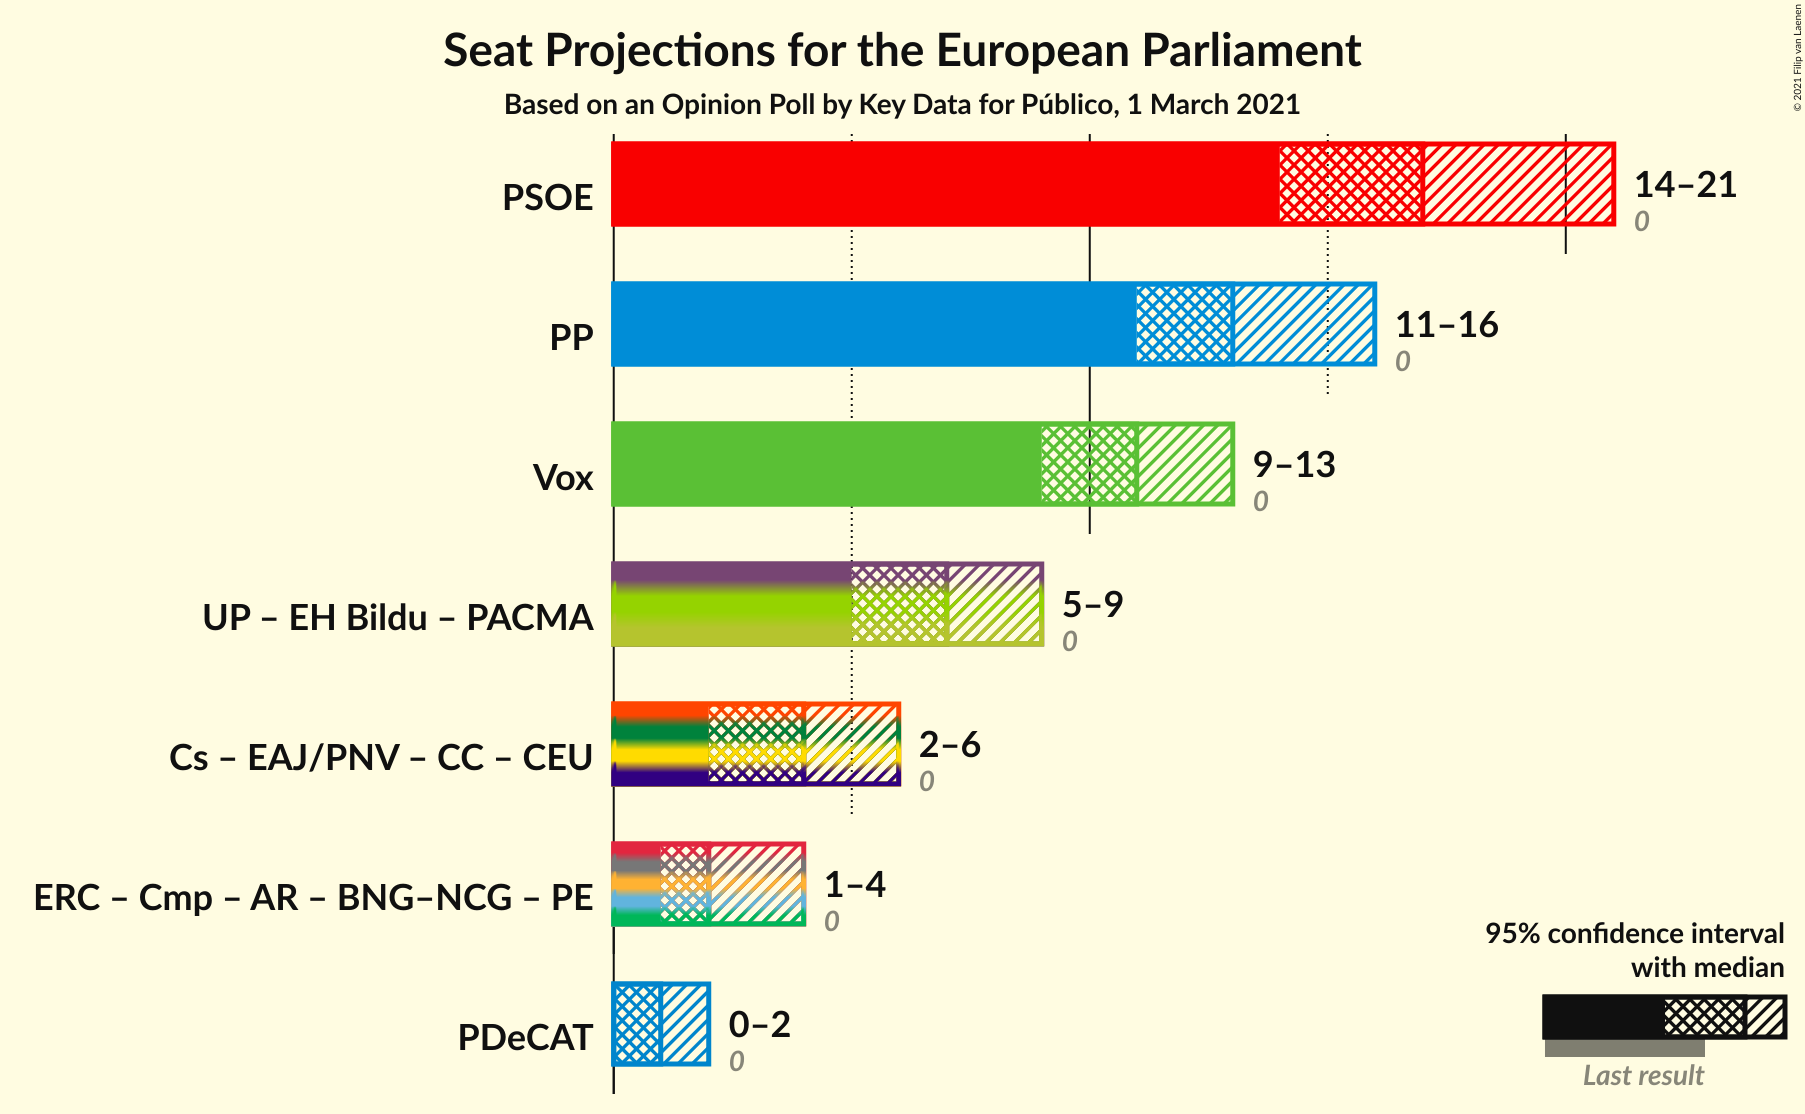 Seat Projections for the European Parliament
Based on an Opinion Poll by Key Data for Público, 1 March 2021
© 2021 Filip van Laenen
PSOE
14–21
0
PP
11–16
0
Vox
9–13
0
UP – EH Bildu – PACMA
5–9
0
Cs – EAJ/PNV – CC – CEU
2–6
0
ERC – Cmp – AR – BNG–NCG – PE
1–4
0
PDeCAT
0–2
0
95% confidence interval
with median
Last result